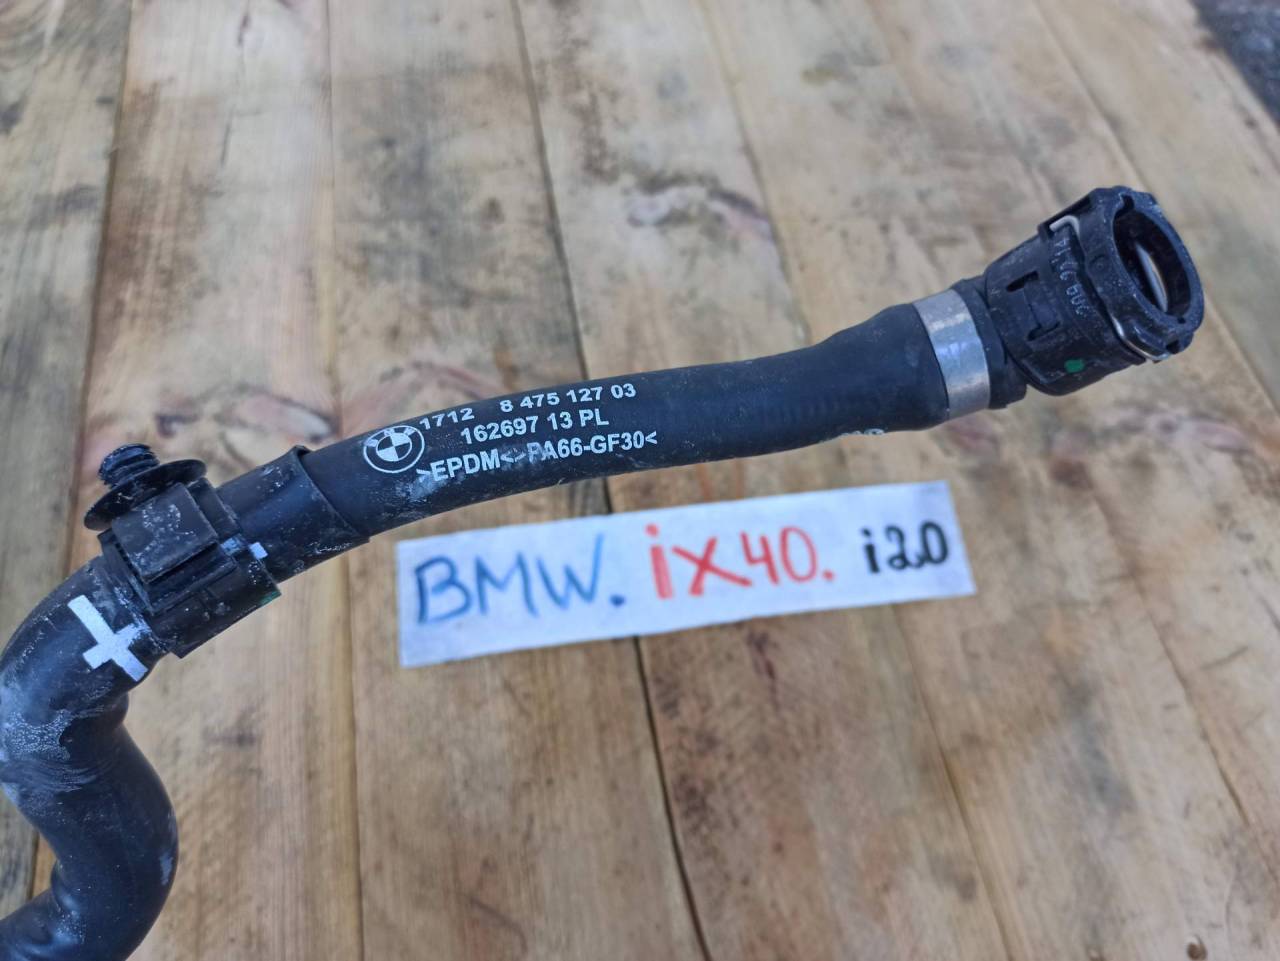 1712 8 475 127 03
162697 13 PL
>EPDM<->PA66-GF30<
BMW. ix40. i20